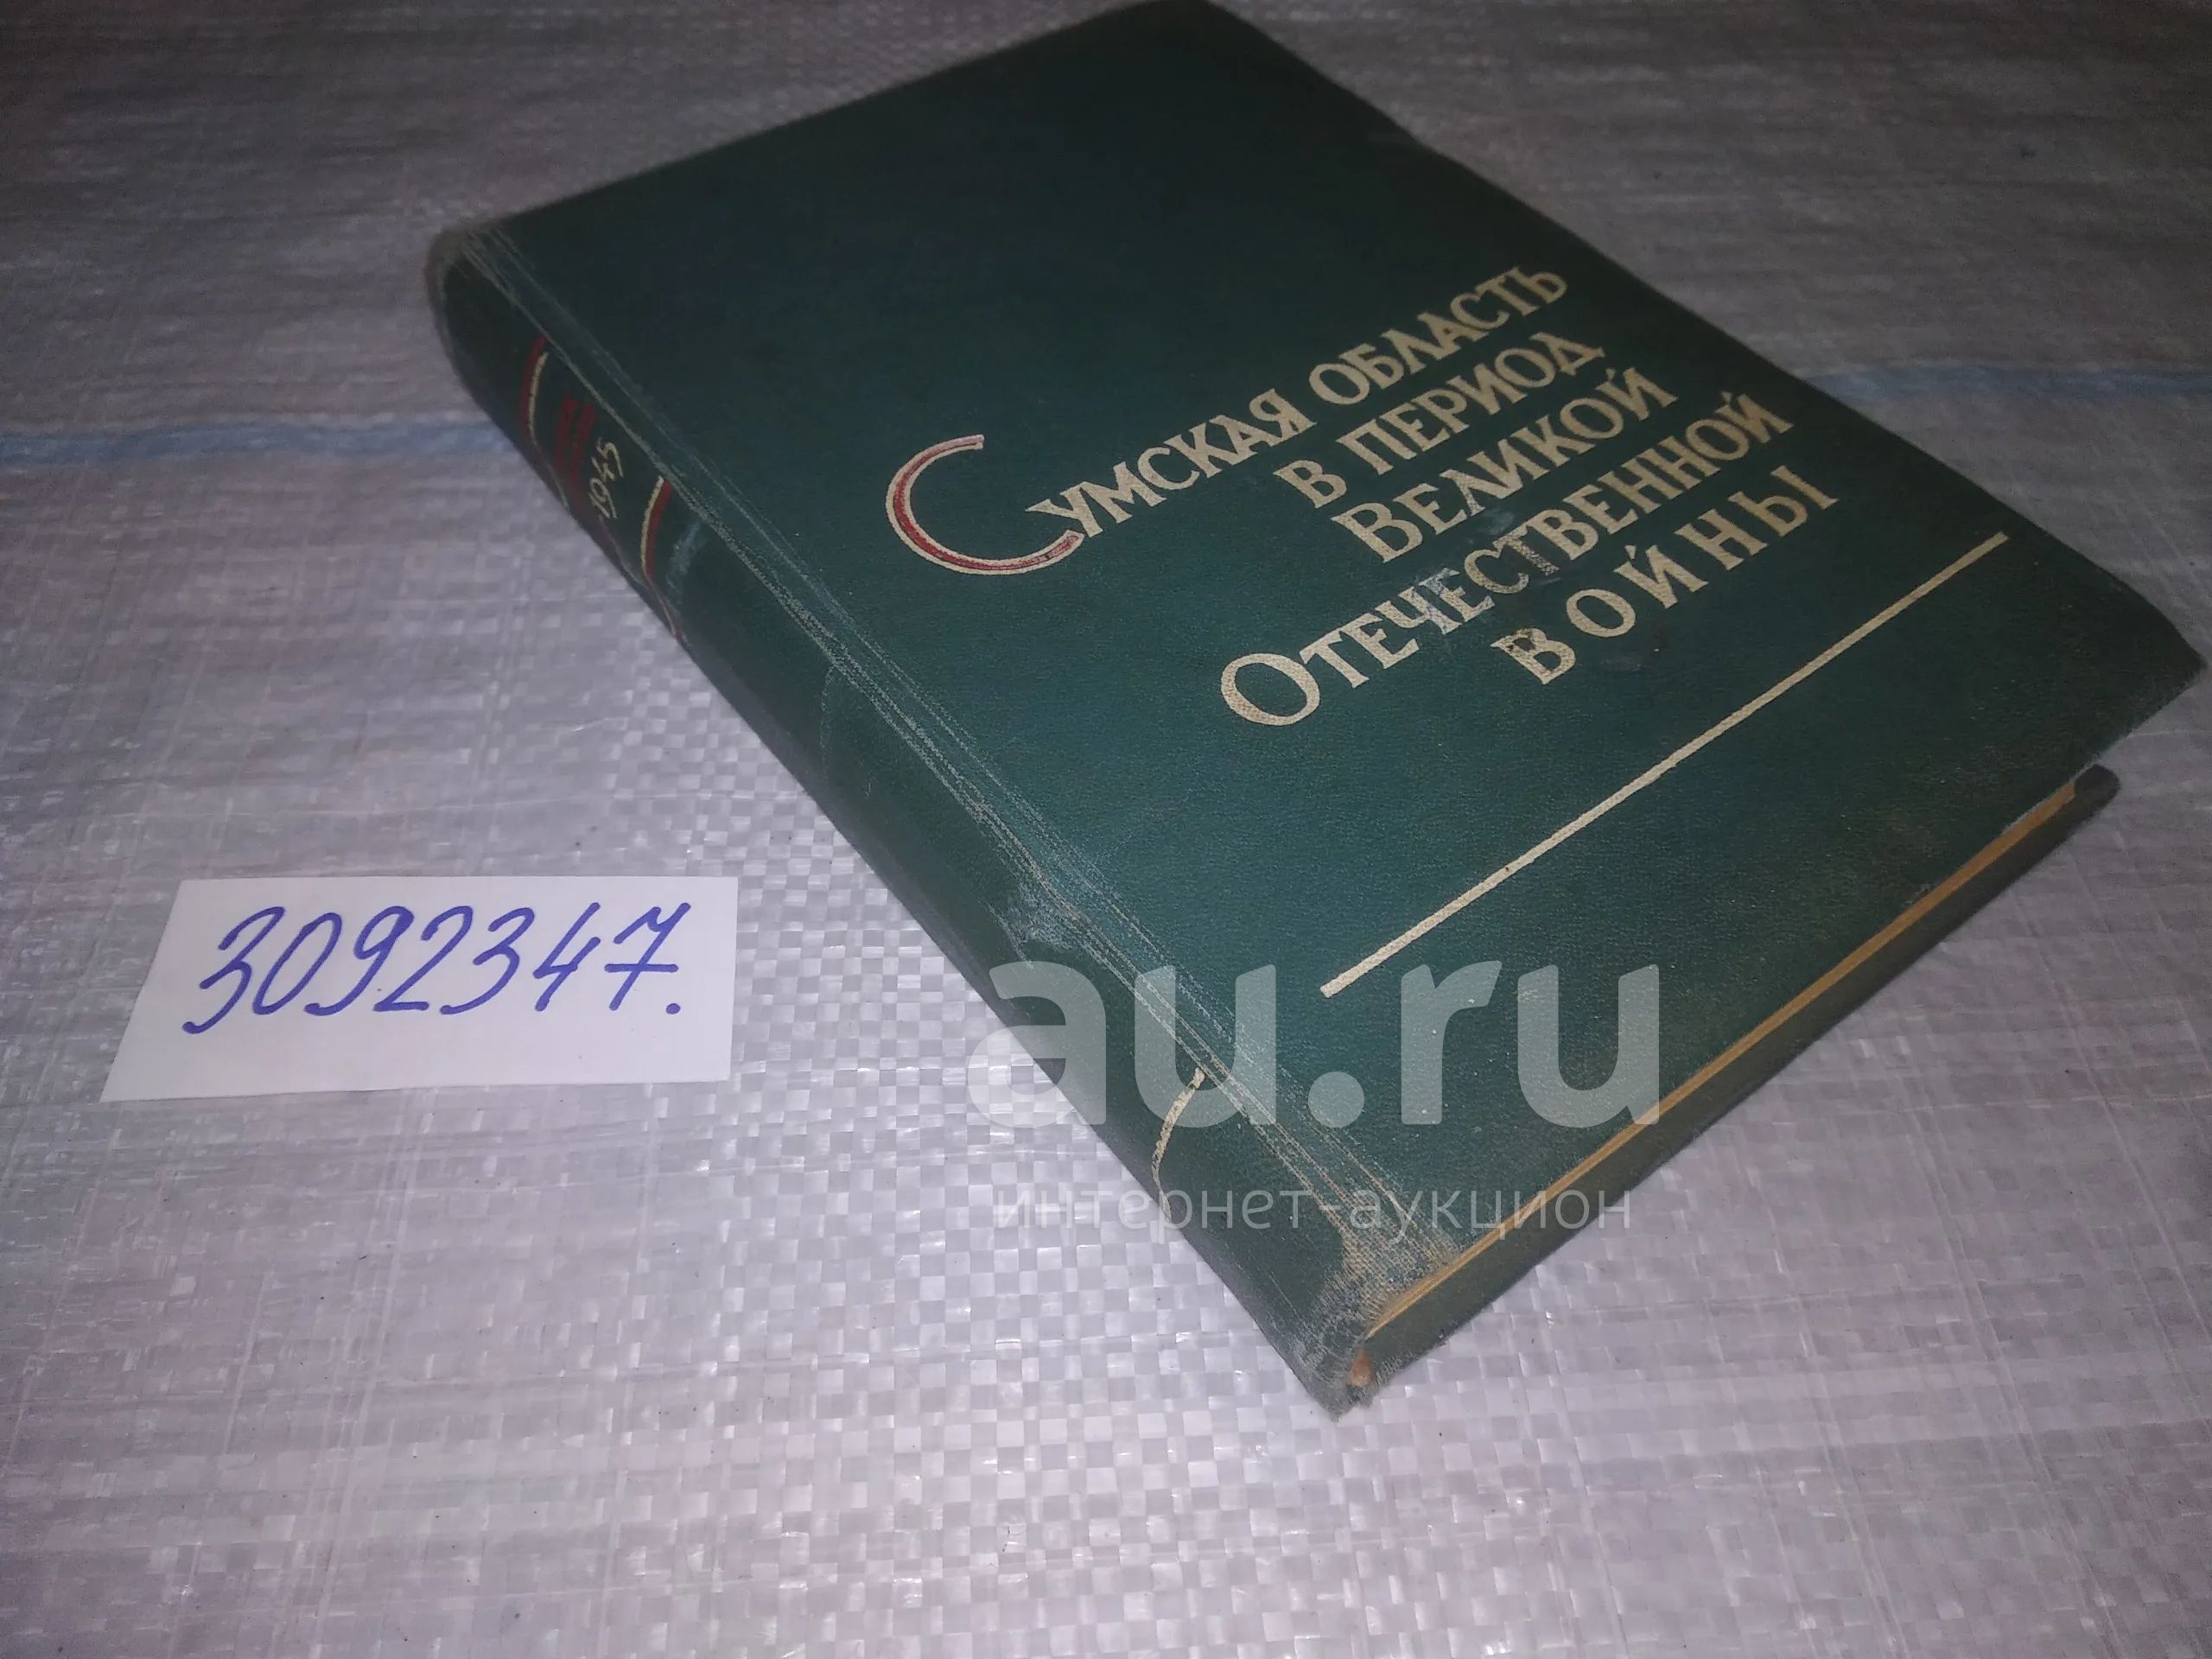 Сумская область
в период
Великой
Отечественной
войны
1945
3092347.
au.ru
интернет-аукцион